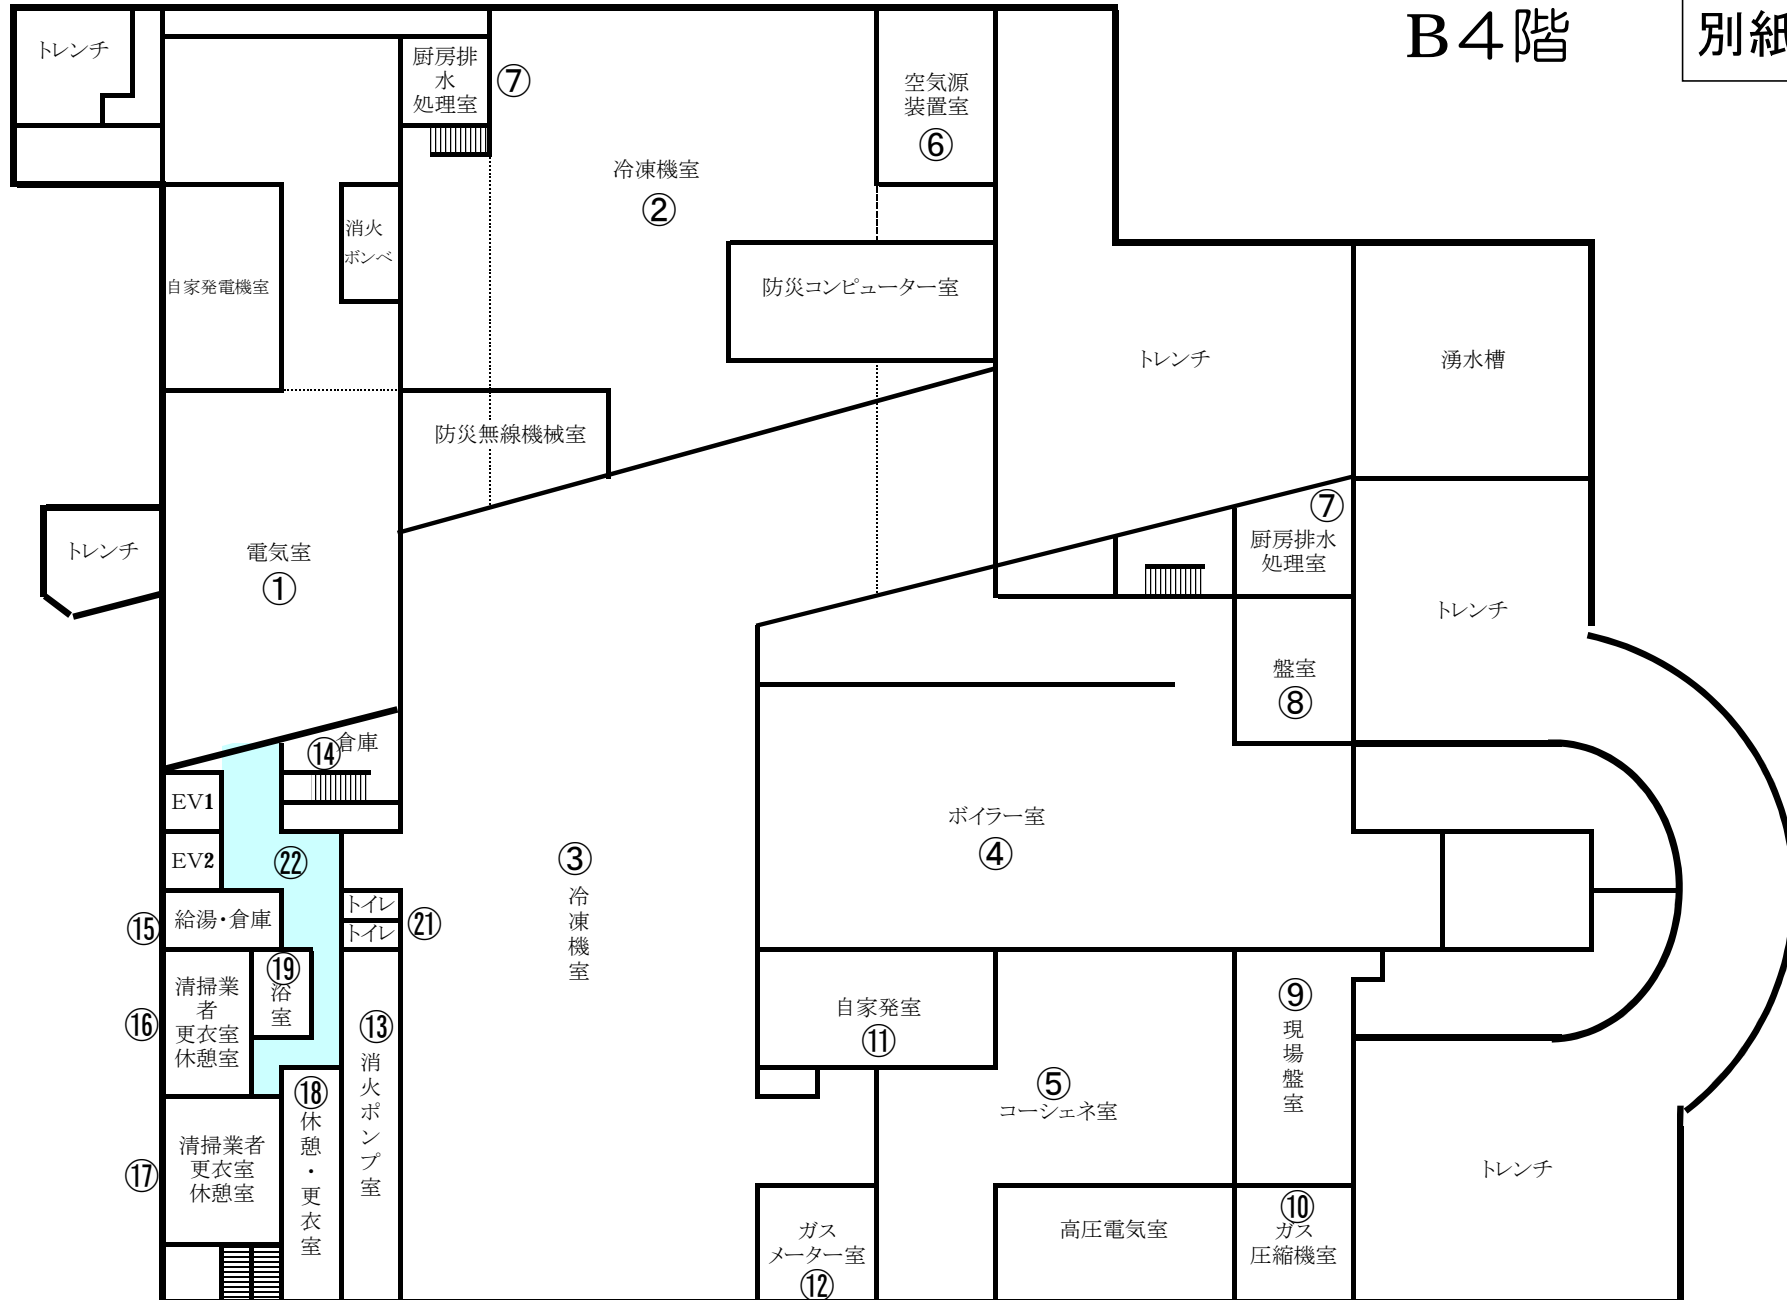 B4階
別紙
トレンチ
厨房排
水
処理室
⑦
空気源
装置室
⑥
冷凍機室
②
消火
ボンベ
自家発電機室
防災コンピューター室
トレンチ
湧水槽
防災無線機械室
⑦
厨房排水
処理室
トレンチ
電気室
①
トレンチ
盤室
⑧
⑭
倉庫
EV1
ボイラー室
④
EV2
㉒
③
冷凍機室
トイレ
トイレ
㉑
⑮
給湯・倉庫
⑲
浴室
清掃業
者
更衣室
休憩室
⑯
⑬
消火ポンプ室
自家発室
⑪
⑨
現場盤室
⑤
コージェネ室
⑱
休憩・更衣室
清掃業者
更衣室
休憩室
⑰
トレンチ
⑩
ガス
圧縮機室
高圧電気室
ガス
メーター室
⑫